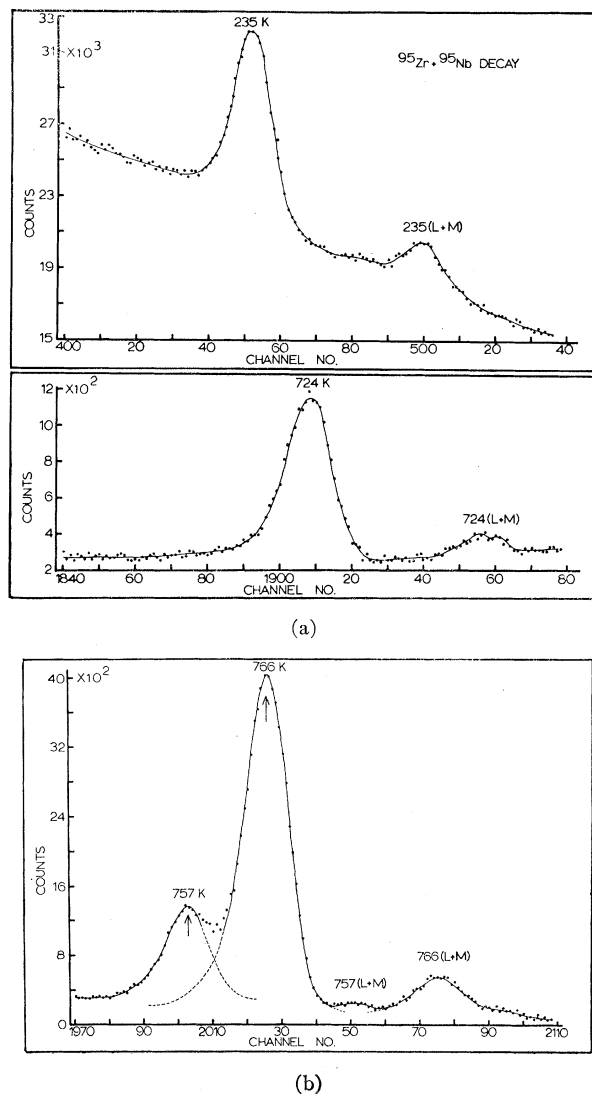 33
235 K
31 ×10³
⁹⁵Zr + ⁹⁵Nb DECAY
27
23
COUNTS
235 (L+M)
19
15
400 20 40 60 80 500 20 40
CHANNEL NO.
12 ×10²
724 K
10
8
COUNTS
6
724 (L+M)
4
2
1840 60 80 1900 20 40 60 80
CHANNEL NO.
(a)
40 ×10²
766 K
32
24
COUNTS
16
757 K
8
757 (L+M)
766 (L+M)
0
1970 90 2010 30 50 70 90 2110
CHANNEL NO.
(b)